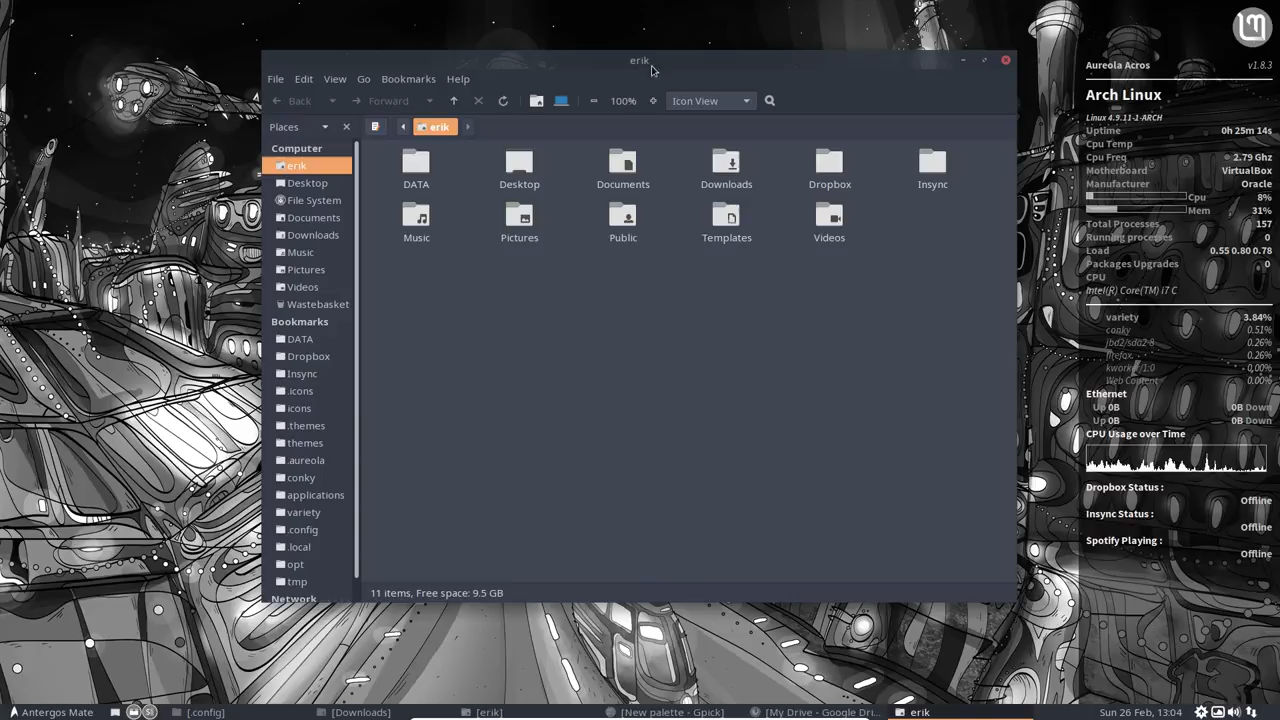 erik
File Edit View Go Bookmarks Help
Back Forward 100% Icon View
Places erik
Computer
erik
Desktop
File System
Documents
Downloads
Music
Pictures
Videos
Wastebasket
Bookmarks
DATA
Dropbox
Insync
.icons
icons
.themes
themes
.aureola
conky
applications
variety
.config
.local
opt
tmp
Network
DATA Desktop Documents Downloads Dropbox Insync
Music Pictures Public Templates Videos
11 items, Free space: 9.5 GB
Aureola Acros v1.8.3
Arch Linux
Linux 4.9.11-1-ARCH
Uptime 0h 25m 14s
Cpu Temp
Cpu Freq 2.79 Ghz
Motherboard VirtualBox
Manufacturer Oracle
Cpu 8%
Mem 31%
Total Processes 157
Running processes 0
Load 0.55 0.80 0.78
Packages Upgrades 0
CPU
Intel(R) Core(TM) i7 C
variety 3.84%
conky 0.51%
jbd2/sda2-8 0.26%
firefox 0.26%
kworker/1:0 0.00%
Web Content 0.00%
Ethernet
Up 0B 0B Down
Up 0B 0B Down
CPU Usage over Time
Dropbox Status :
Offline
Insync Status :
Offline
Spotify Playing :
Offline
Antergos Mate [.config] [Downloads] [erik] [New palette - Gpick] [My Drive - Google Dri... erik Sun 26 Feb, 13:04